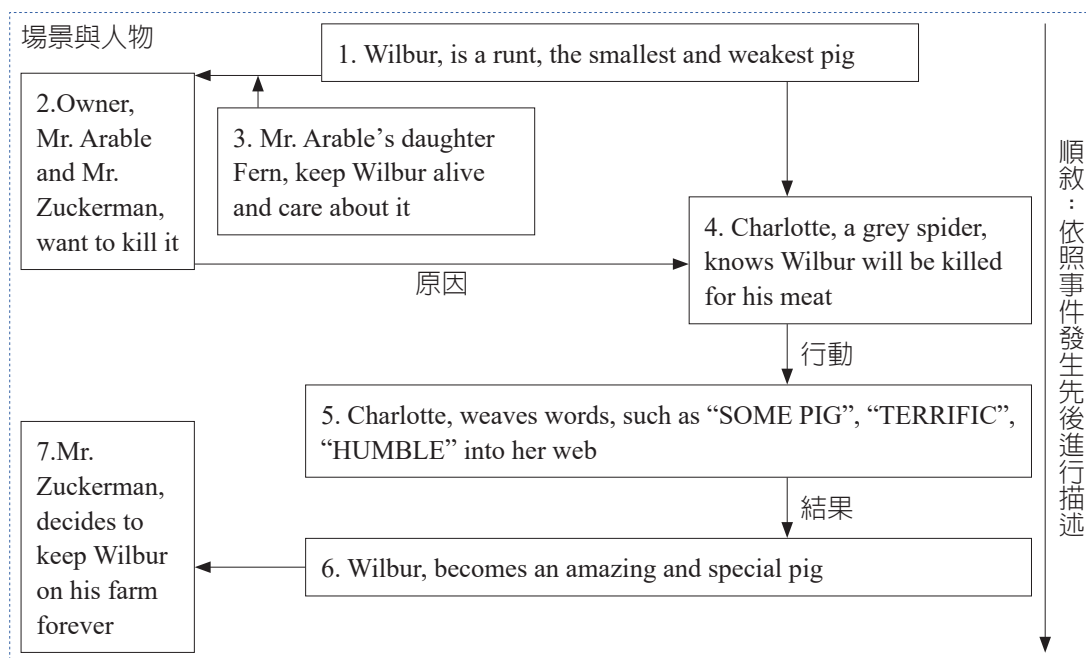 場景與人物
1. Wilbur, is a runt, the smallest and weakest pig
2.Owner,
Mr. Arable
and Mr.
Zuckerman,
want to kill it
3. Mr. Arable’s daughter
Fern, keep Wilbur alive
and care about it
4. Charlotte, a grey spider,
knows Wilbur will be killed
for his meat
原因
行動
5. Charlotte, weaves words, such as “SOME PIG”, “TERRIFIC”,
“HUMBLE” into her web
結果
6. Wilbur, becomes an amazing and special pig
7.Mr.
Zuckerman,
decides to
keep Wilbur
on his farm
forever
順敘：依照事件發生先後進行描述